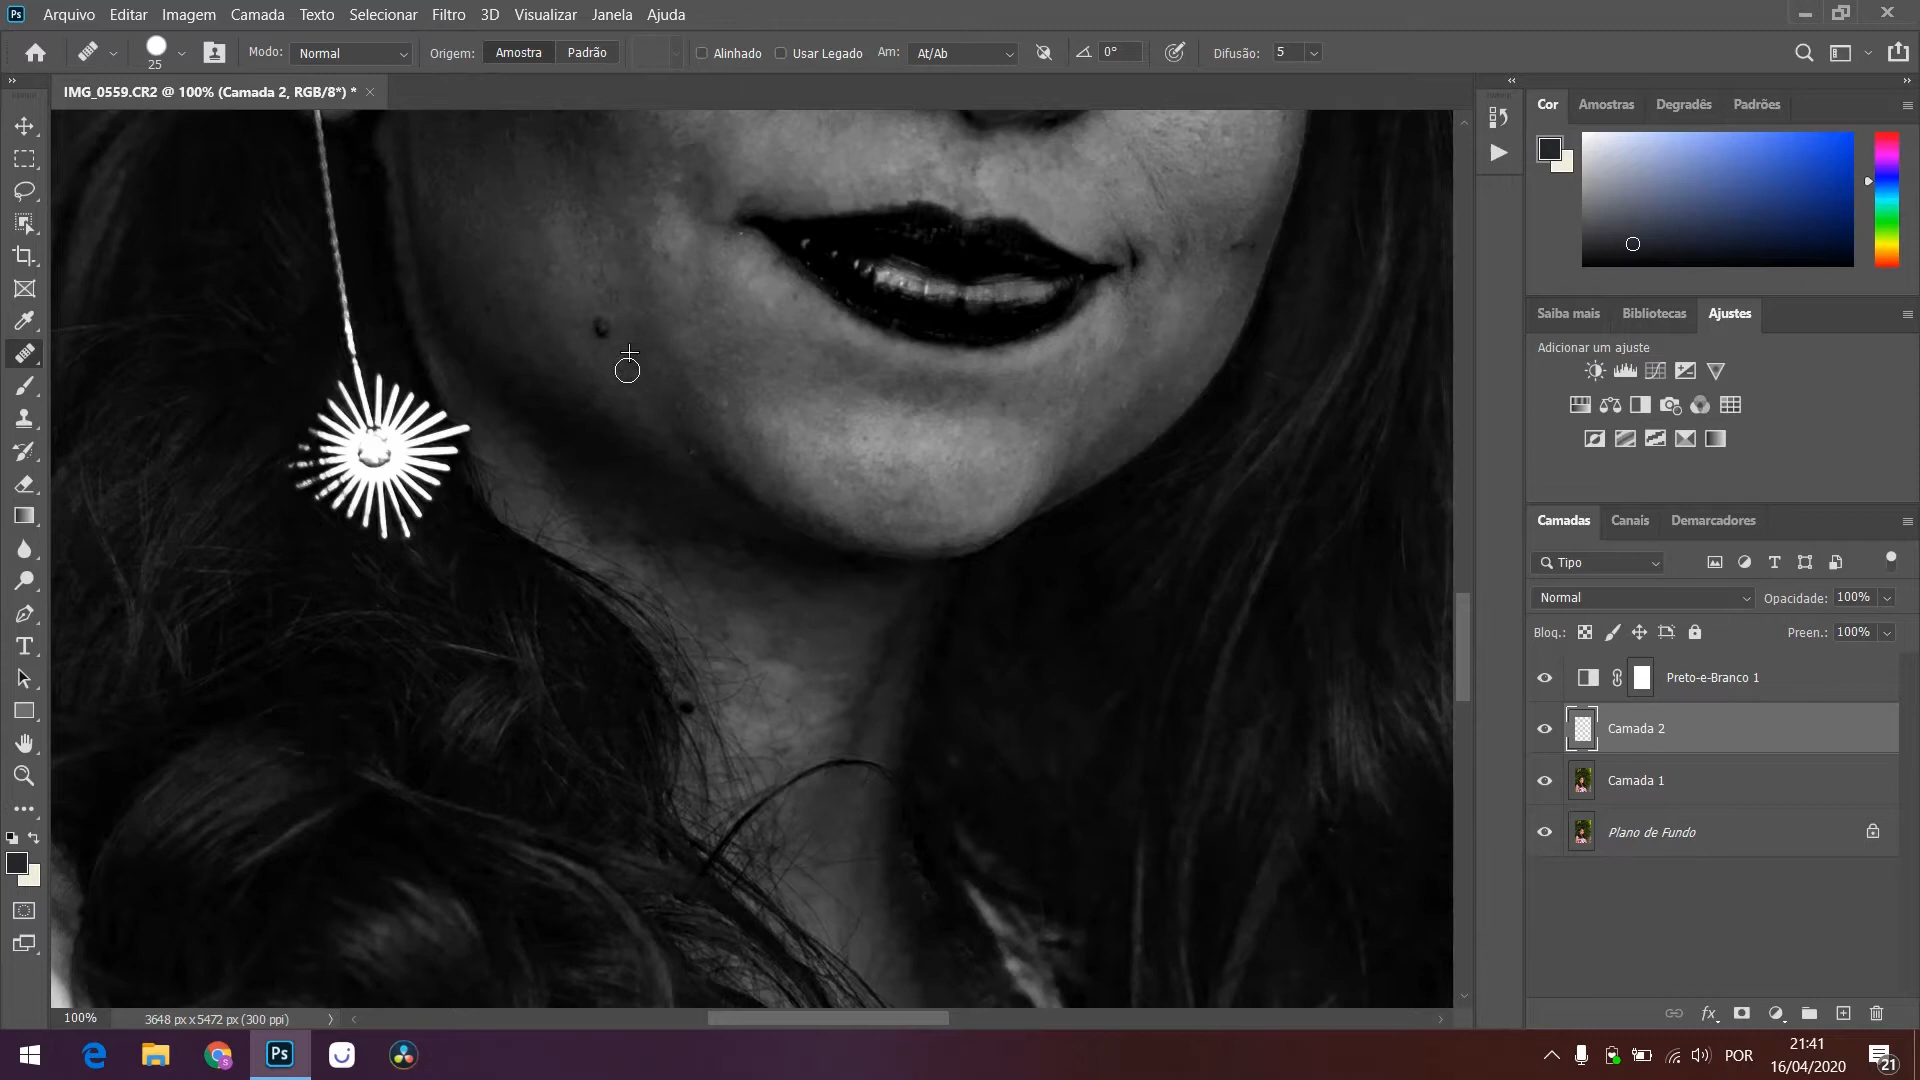 Ps Arquivo Editar Imagem Camada Texto Selecionar Filtro 3D Visualizar Janela Ajuda
25 Modo: Normal Origem: Amostra Padrão Alinhado Usar Legado Am: At/Ab 0° Difusão: 5
IMG_0559.CR2 @ 100% (Camada 2, RGB/8*) *
Cor Amostras Degradês Padrões
Saiba mais Bibliotecas Ajustes
Adicionar um ajuste
Camadas Canais Demarcadores
Tipo
Normal Opacidade: 100%
Bloq.: Preen.: 100%
Preto-e-Branco 1
Camada 2
Camada 1
Plano de Fundo
fx
100% 3648 px x 5472 px (300 ppi)
Ps POR 21:41
16/04/2020
21